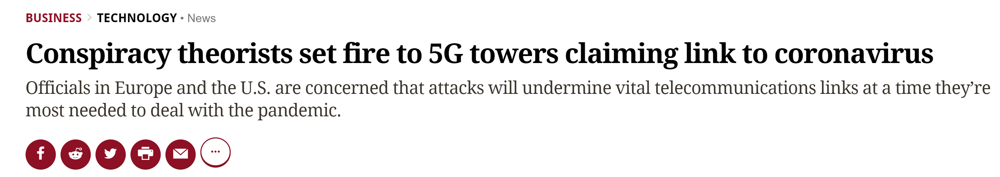 BUSINESS > TECHNOLOGY • News
Conspiracy theorists set fire to 5G towers claiming link to coronavirus
Officials in Europe and the U.S. are concerned that attacks will undermine vital telecommunications links at a time they’re
most needed to deal with the pandemic.